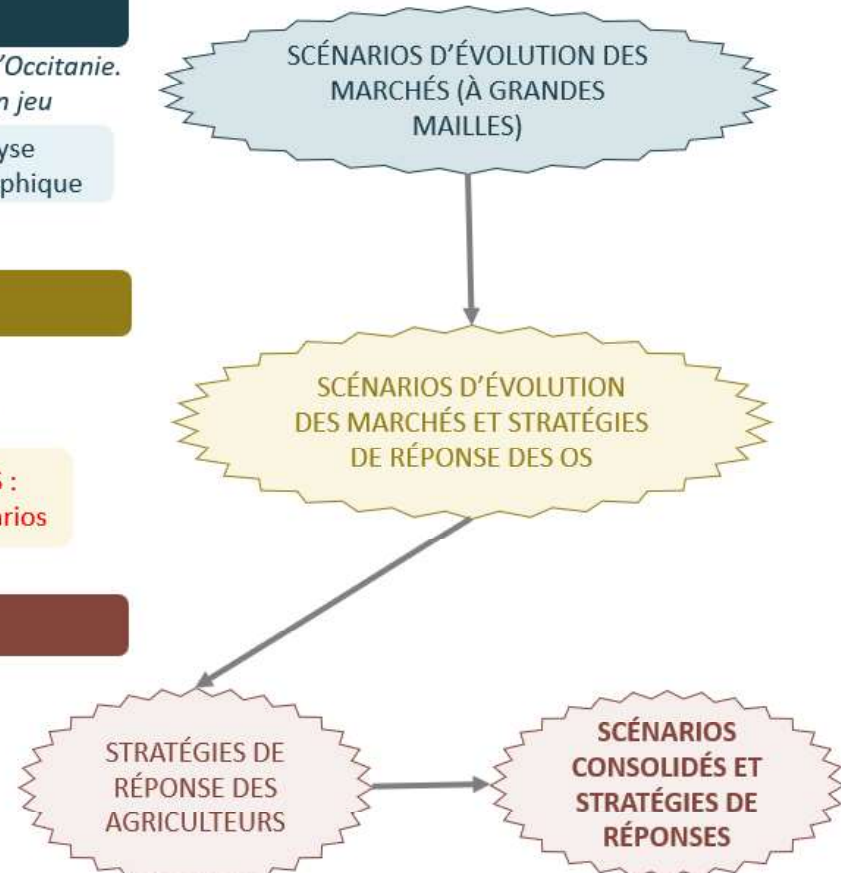 'Occitanie.
n jeu
yse
phique
SCÉNARIOS D'ÉVOLUTION DES
MARCHÉS (À GRANDES
MAILLES)
SCÉNARIOS D'ÉVOLUTION
DES MARCHÉS ET STRATÉGIES
DE RÉPONSE DES OS
S :
arios
STRATÉGIES DE
RÉPONSE DES
AGRICULTEURS
SCÉNARIOS
CONSOLIDÉS ET
STRATÉGIES DE
RÉPONSES